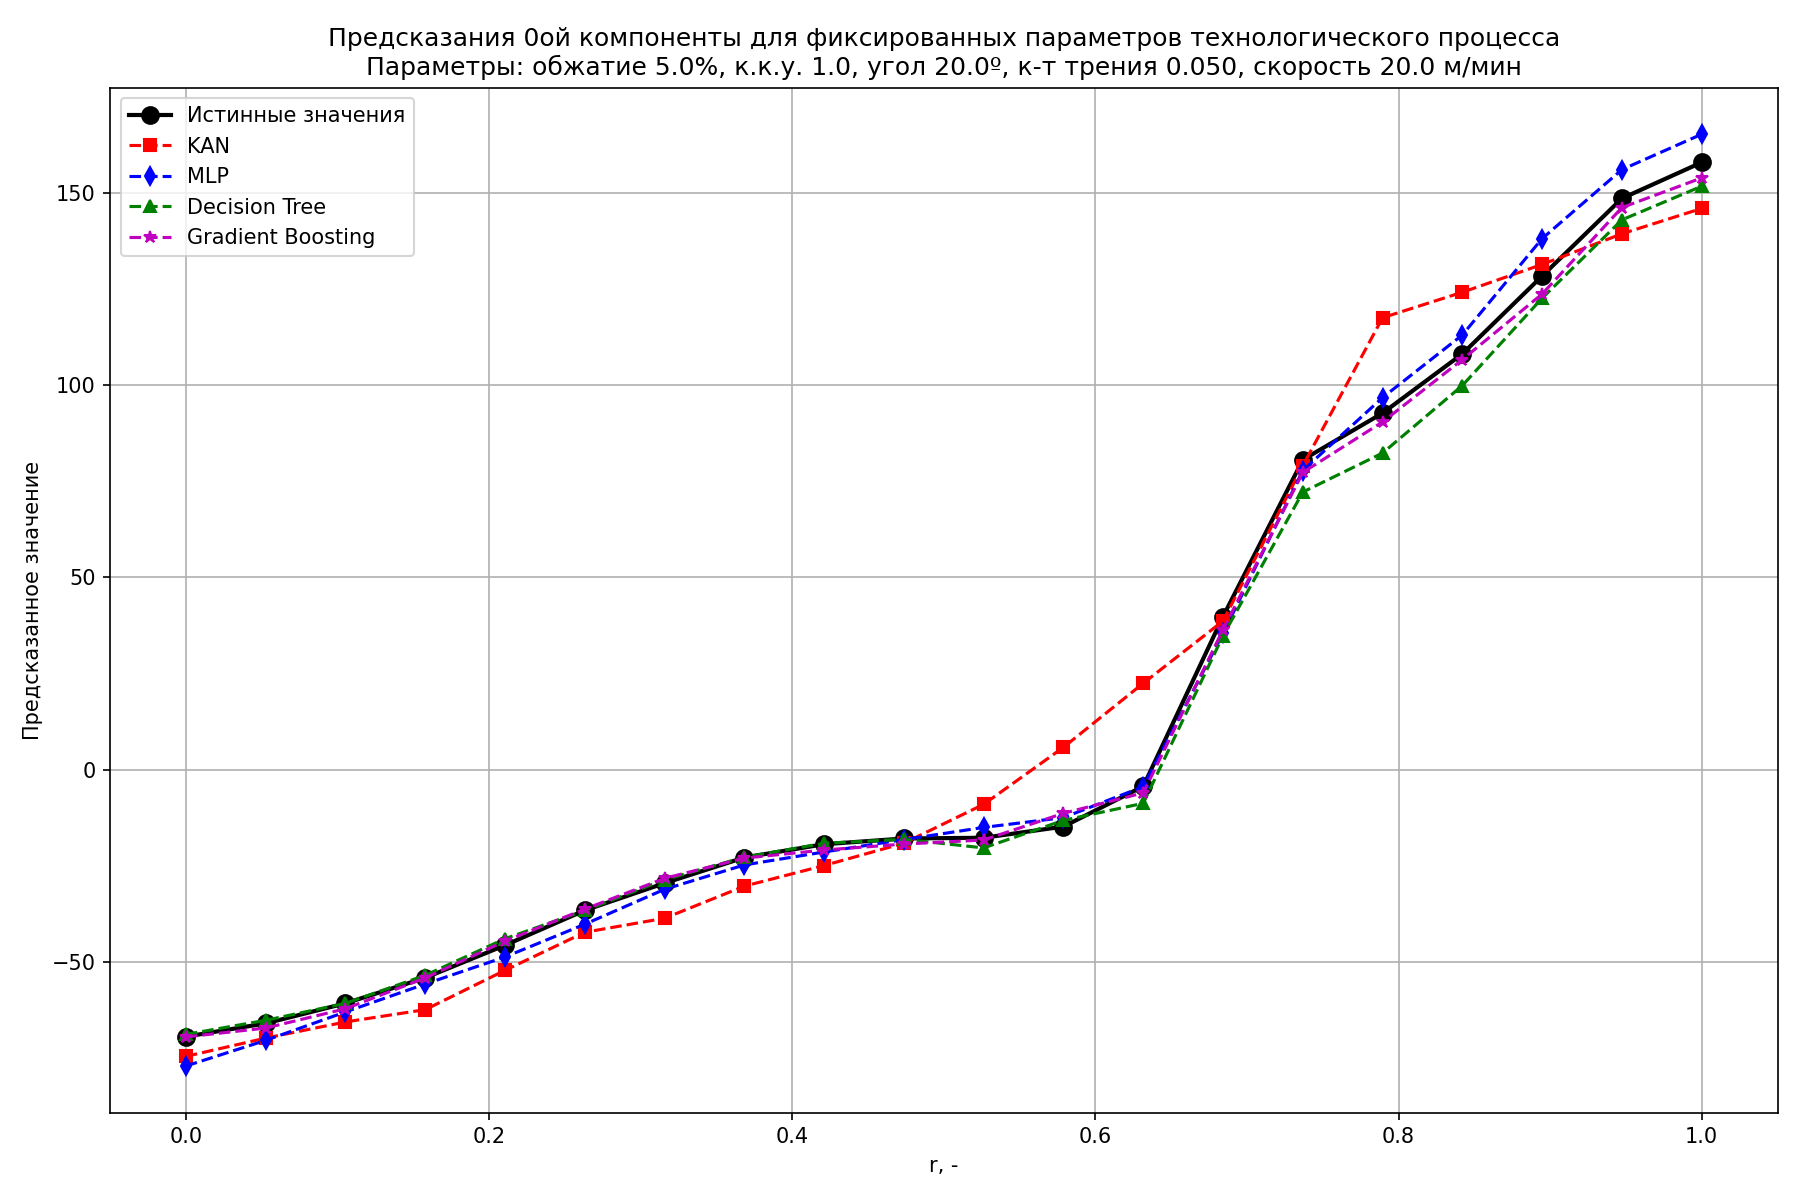 Предсказания 0ой компоненты для фиксированных параметров технологического процесса
Параметры: обжатие 5.0%, к.к.у. 1.0, угол 20.0º, к-т трения 0.050, скорость 20.0 м/мин
Истинные значения
KAN
MLP
Decision Tree
Gradient Boosting
Предсказанное значение
150
100
50
0
−50
0.0
0.2
0.4
0.6
0.8
1.0
r, -